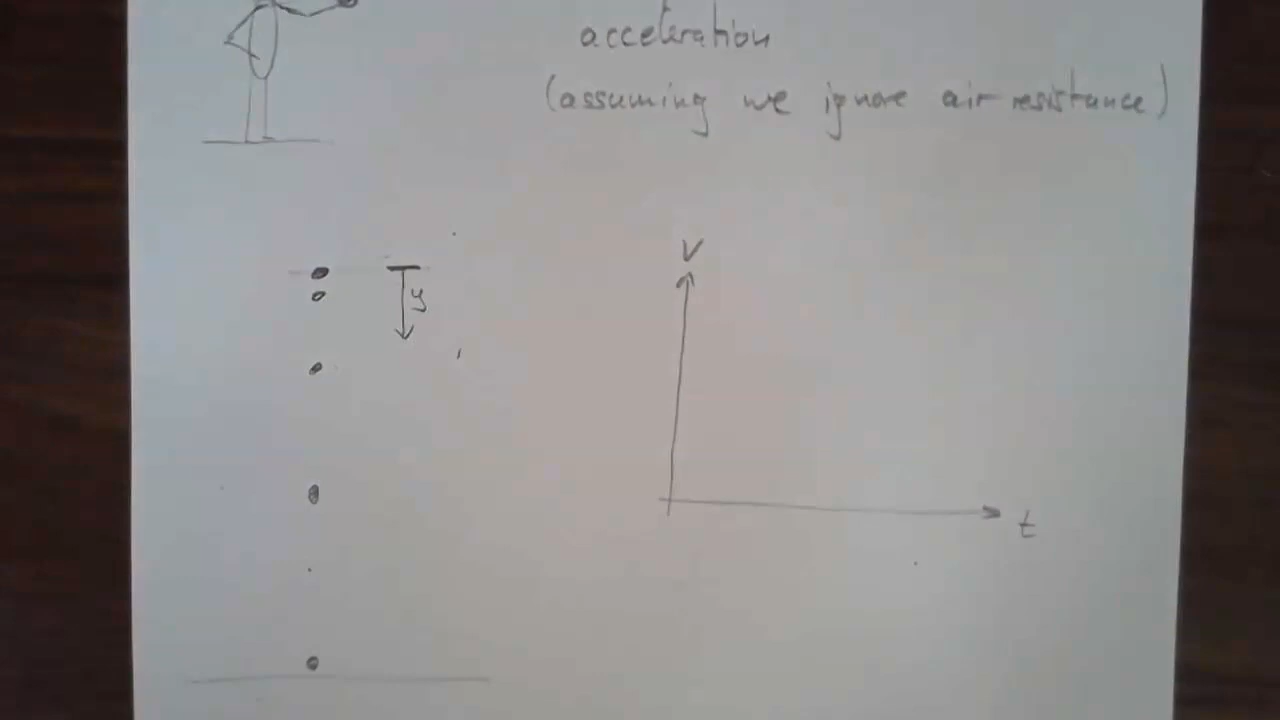 acceleration
(assuming we ignore air resistance)
V
y
t